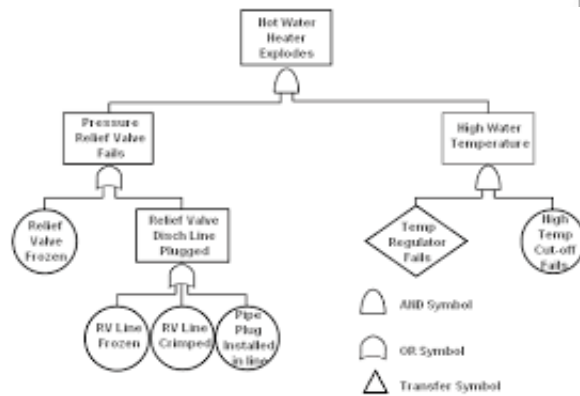 Hot Water
Heater
Explodes
Pressure
Relief Valve
Fails
High Water
Temperature
Relief
Valve
Frozen
Relief Valve
Disch Line
Plugged
Temp
Regulator
Fails
High
Temp
Cut-off
Fails
RV Line
Frozen
RV Line
Crimped
Pipe
Plug
Installed
in line
AND Symbol
OR Symbol
Transfer Symbol